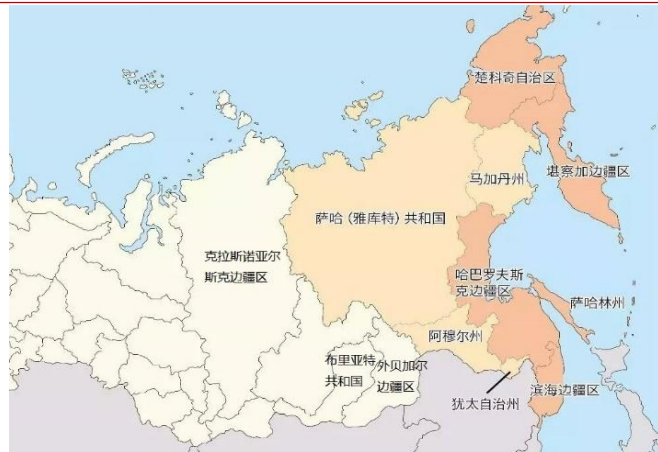 楚科奇自治区
堪察加边疆区
马加丹州
萨哈（雅库特）共和国
克拉斯诺亚尔
斯克边疆区
哈巴罗夫斯
克边疆区
萨哈林州
阿穆尔州
布里亚特
共和国
外贝加尔
边疆区
犹太自治州
滨海边疆区